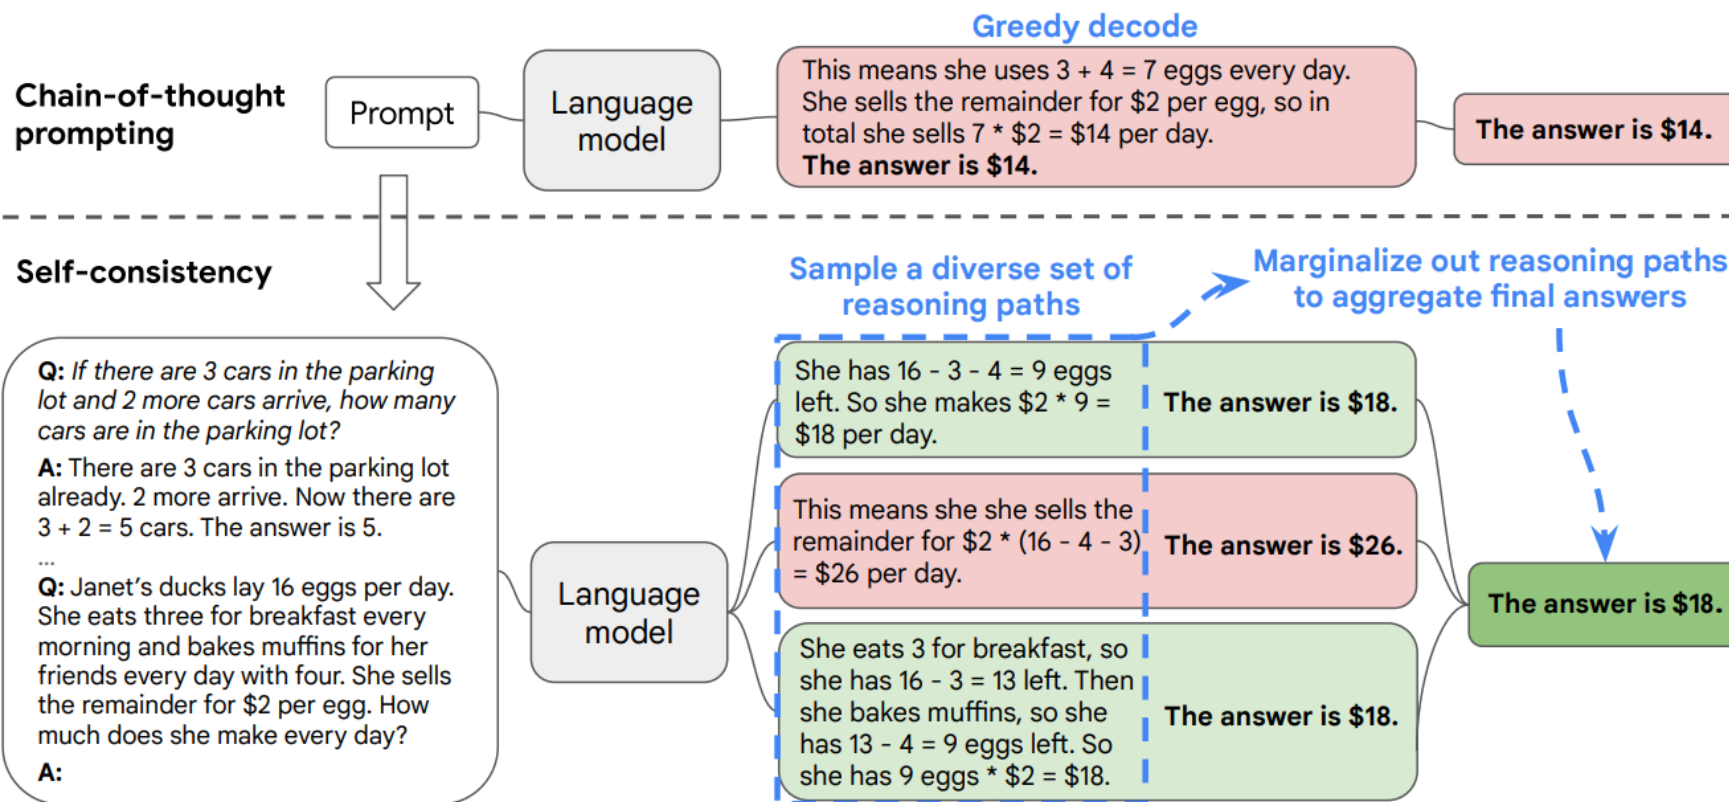 Greedy decode
Chain-of-thought
prompting
Prompt
Language
model
This means she uses 3 + 4 = 7 eggs every day.
She sells the remainder for $2 per egg, so in
total she sells 7 * $2 = $14 per day.
The answer is $14.
The answer is $14.
Self-consistency
Sample a diverse set of
reasoning paths
Marginalize out reasoning paths
to aggregate final answers
Q: If there are 3 cars in the parking
lot and 2 more cars arrive, how many
cars are in the parking lot?
A: There are 3 cars in the parking lot
already. 2 more arrive. Now there are
3 + 2 = 5 cars. The answer is 5.
...
Q: Janet’s ducks lay 16 eggs per day.
She eats three for breakfast every
morning and bakes muffins for her
friends every day with four. She sells
the remainder for $2 per egg. How
much does she make every day?
A:
Language
model
She has 16 - 3 - 4 = 9 eggs
left. So she makes $2 * 9 =
$18 per day.
The answer is $18.
This means she she sells the
remainder for $2 * (16 - 4 - 3)
= $26 per day.
The answer is $26.
She eats 3 for breakfast, so
she has 16 - 3 = 13 left. Then
she bakes muffins, so she
has 13 - 4 = 9 eggs left. So
she has 9 eggs * $2 = $18.
The answer is $18.
The answer is $18.